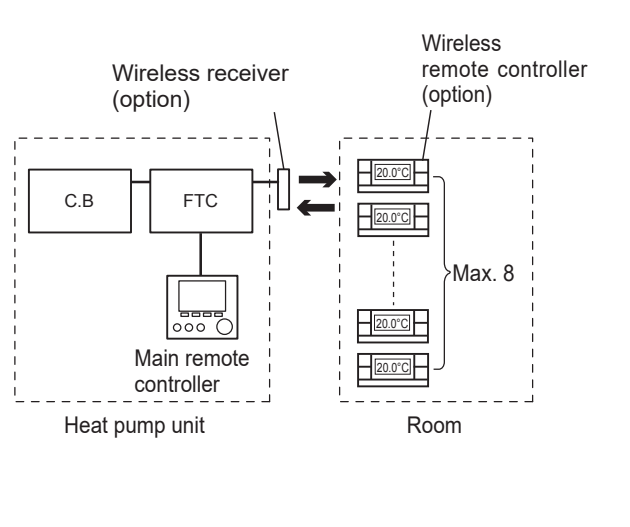 Wireless
remote controller
(option)
Wireless receiver
(option)
C.B
FTC
20.0°C
20.0°C
Max. 8
20.0°C
20.0°C
Main remote
controller
Heat pump unit
Room